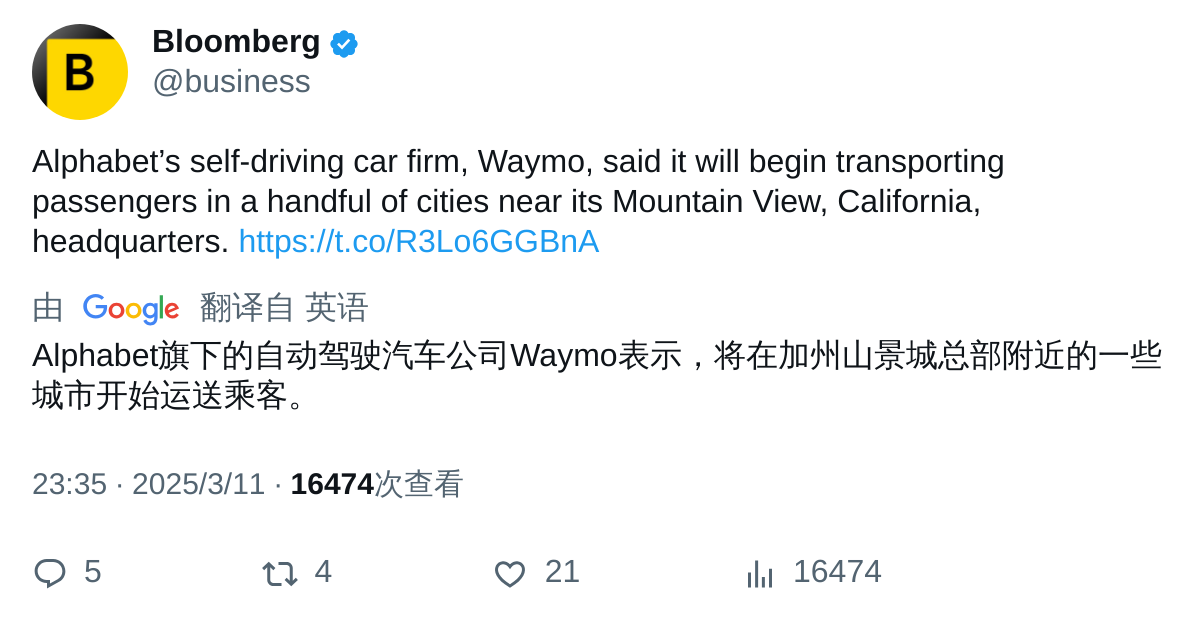 B
Bloomberg
@business
Alphabet’s self-driving car firm, Waymo, said it will begin transporting
passengers in a handful of cities near its Mountain View, California,
headquarters. https://t.co/R3Lo6GGBnA
由 Google 翻译自 英语
Alphabet旗下的自动驾驶汽车公司Waymo表示，将在加州山景城总部附近的一些
城市开始运送乘客。
23:35 · 2025/3/11 · 16474次查看
5 4 21 16474